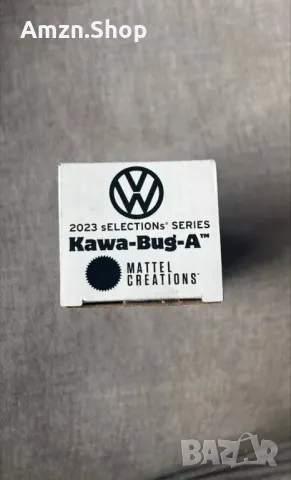 Amzn.Shop
2023 sELECTIONs® SERIES
Kawa-Bug-A™
MATTEL
CREATIONS®
BAZAR